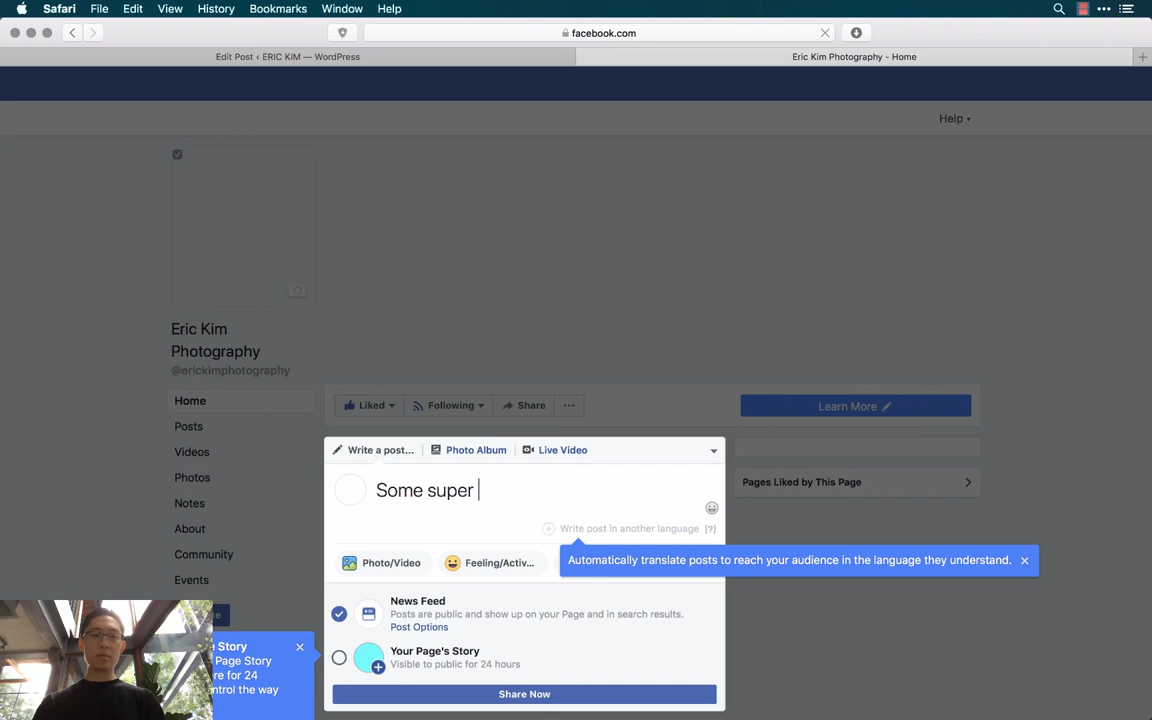 Safari File Edit View History Bookmarks Window Help
facebook.com
Edit Post ‹ ERIC KIM — WordPress
Eric Kim Photography - Home
Help
Eric Kim
Photography
@erickimphotography
Home
Posts
Videos
Photos
Notes
About
Community
Events
Liked
Following
Share
Learn More
Write a post...
Photo Album
Live Video
Some super
Write post in another language [?]
Pages Liked by This Page
Photo/Video
Feeling/Activ...
Automatically translate posts to reach your audience in the language they understand.
News Feed
Posts are public and show up on your Page and in search results.
Post Options
Your Page's Story
Visible to public for 24 hours
Share Now
e Story
Page Story
re for 24
ntrol the way